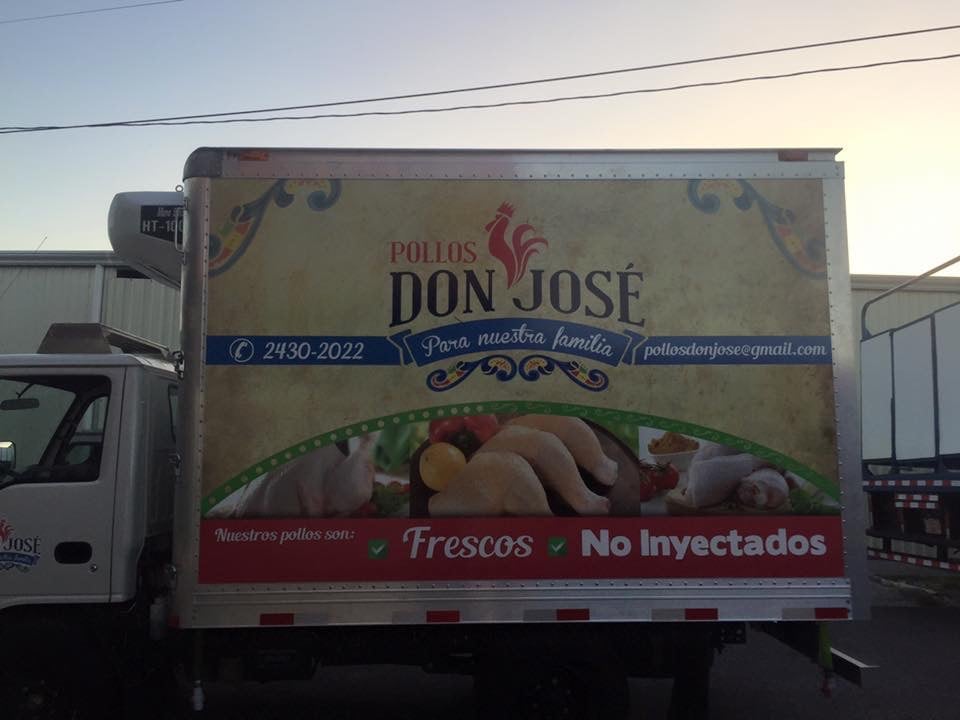 HT-100
POLLOS
DON JOSÉ
2430-2022
Para nuestra familia
pollosdonjose@gmail.com
JOSÉ
Nuestros pollos son:
Frescos
No Inyectados